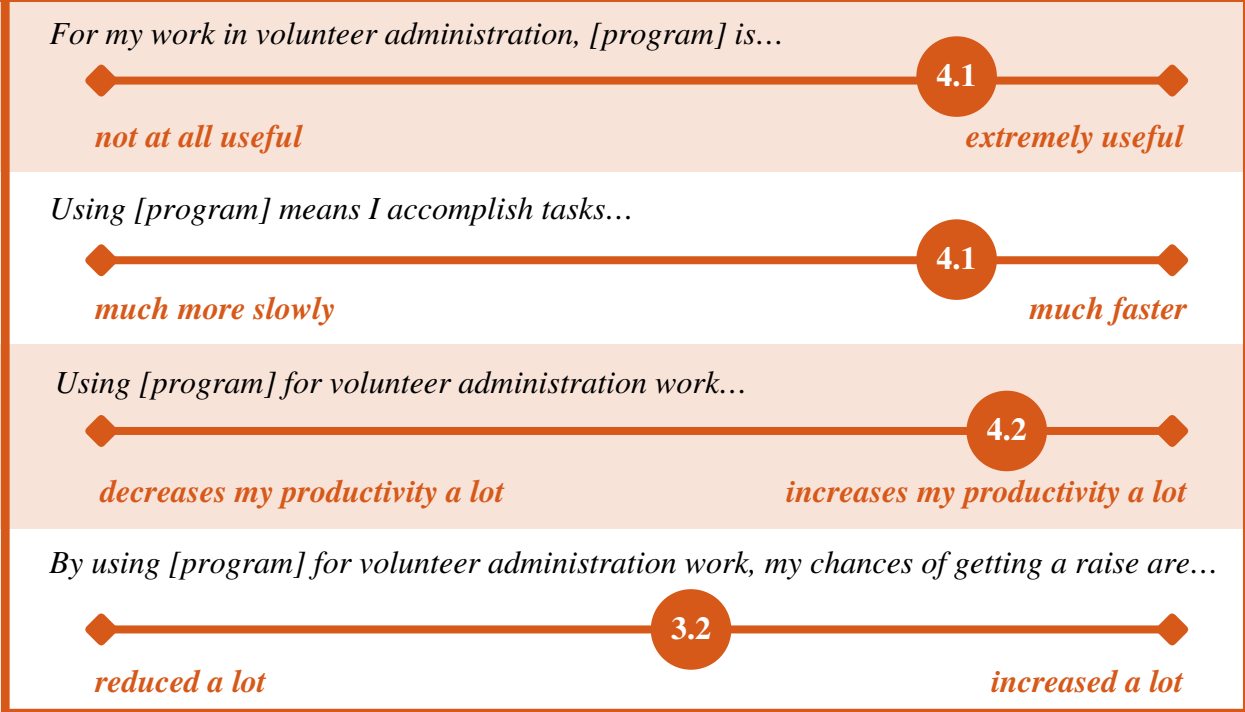 For my work in volunteer administration, [program] is…
4.1
not at all useful
extremely useful
Using [program] means I accomplish tasks…
4.1
much more slowly
much faster
Using [program] for volunteer administration work…
4.2
decreases my productivity a lot
increases my productivity a lot
By using [program] for volunteer administration work, my chances of getting a raise are…
3.2
reduced a lot
increased a lot